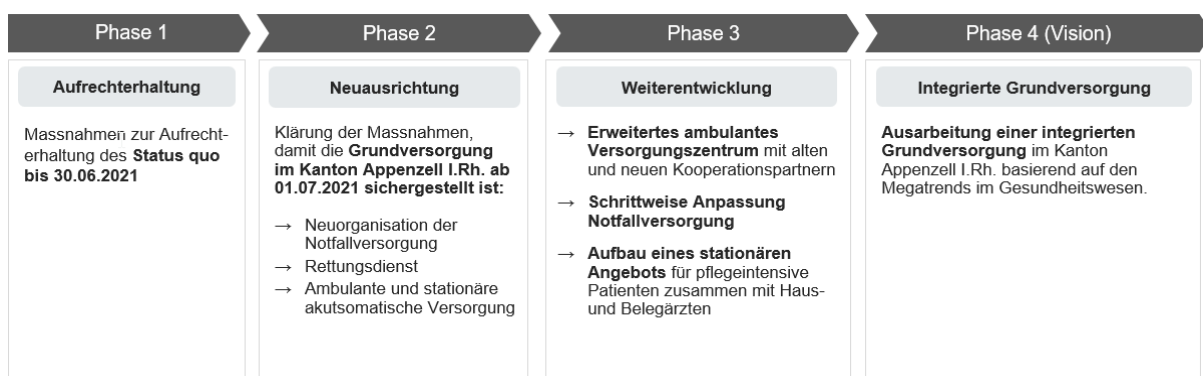 Phase 1
Aufrechterhaltung
Massnahmen zur Aufrecht-
erhaltung des Status quo
bis 30.06.2021
Phase 2
Neuausrichtung
Klärung der Massnahmen,
damit die Grundversorgung
im Kanton Appenzell I.Rh. ab
01.07.2021 sichergestellt ist:
→ Neuorganisation der
Notfallversorgung
→ Rettungsdienst
→ Ambulante und stationäre
akutsomatische Versorgung
Phase 3
Weiterentwicklung
→ Erweitertes ambulantes
Versorgungszentrum mit alten
und neuen Kooperationspartnern
→ Schrittweise Anpassung
Notfallversorgung
→ Aufbau eines stationären
Angebots für pflegeintensive
Patienten zusammen mit Haus-
und Belegärzten
Phase 4 (Vision)
Integrierte Grundversorgung
Ausarbeitung einer integrierten
Grundversorgung im Kanton
Appenzell I.Rh. basierend auf den
Megatrends im Gesundheitswesen.